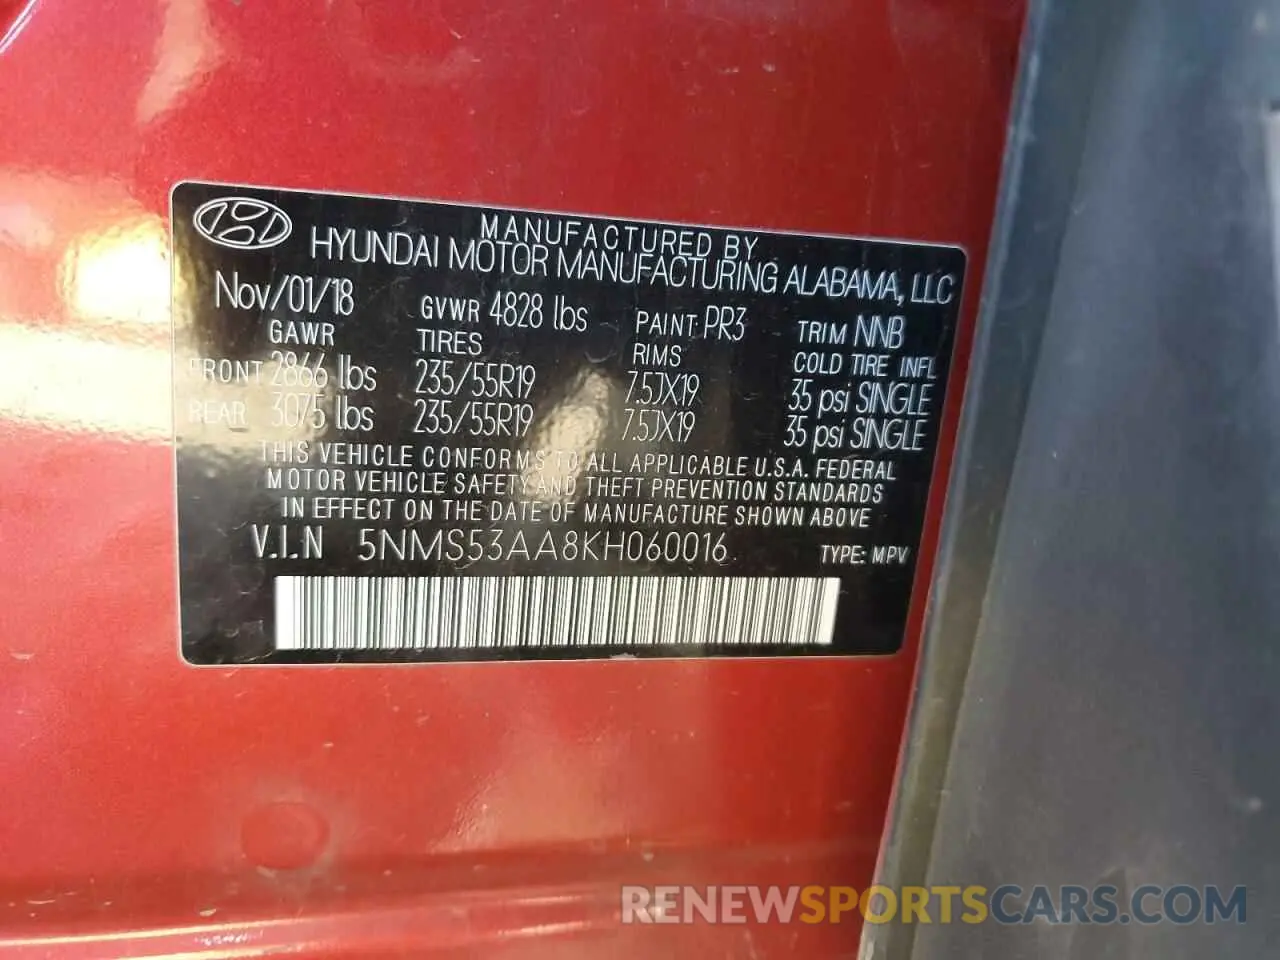 MANUFACTURED BY
HYUNDAI MOTOR MANUFACTURING ALABAMA, LLC
Nov/01/18 GVWR 4828 lbs PAINT: PR3 TRIM NNB
GAWR TIRES RIMS COLD TIRE INFL
FRONT 2866 lbs 235/55R19 7.5JX19 35 psi SINGLE
REAR 3075 lbs 235/55R19 7.5JX19 35 psi SINGLE
THIS VEHICLE CONFORMS TO ALL APPLICABLE U.S.A. FEDERAL
MOTOR VEHICLE SAFETY AND THEFT PREVENTION STANDARDS
IN EFFECT ON THE DATE OF MANUFACTURE SHOWN ABOVE
V.I.N 5NMS53AA8KH060016 TYPE: MPV
RENEWSPORTSCARS.COM